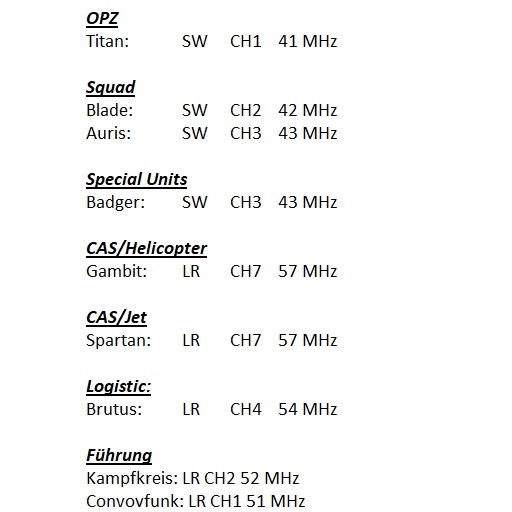 OPZ
Titan: SW CH1 41 MHz
Squad
Blade: SW CH2 42 MHz
Auris: SW CH3 43 MHz
Special Units
Badger: SW CH3 43 MHz
CAS/Helicopter
Gambit: LR CH7 57 MHz
CAS/Jet
Spartan: LR CH7 57 MHz
Logistic:
Brutus: LR CH4 54 MHz
Führung
Kampfkreis: LR CH2 52 MHz
Convovfunk: LR CH1 51 MHz